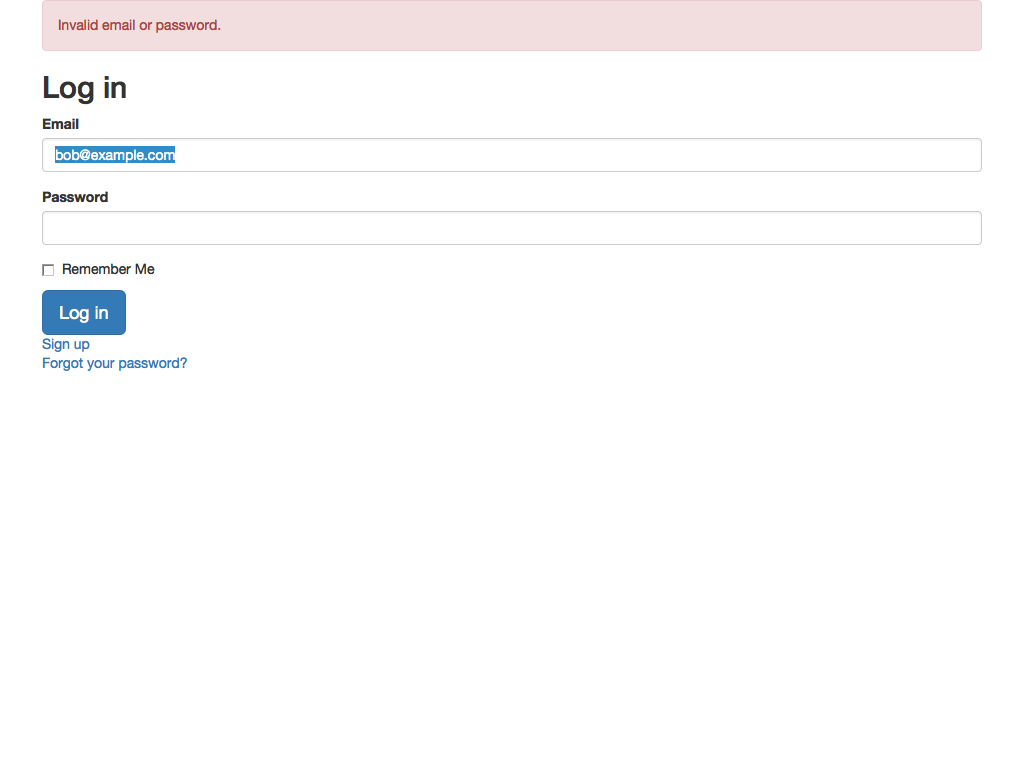 Invalid email or password.
Log in
Email
bob@example.com
Password
Remember Me
Log in
Sign up
Forgot your password?